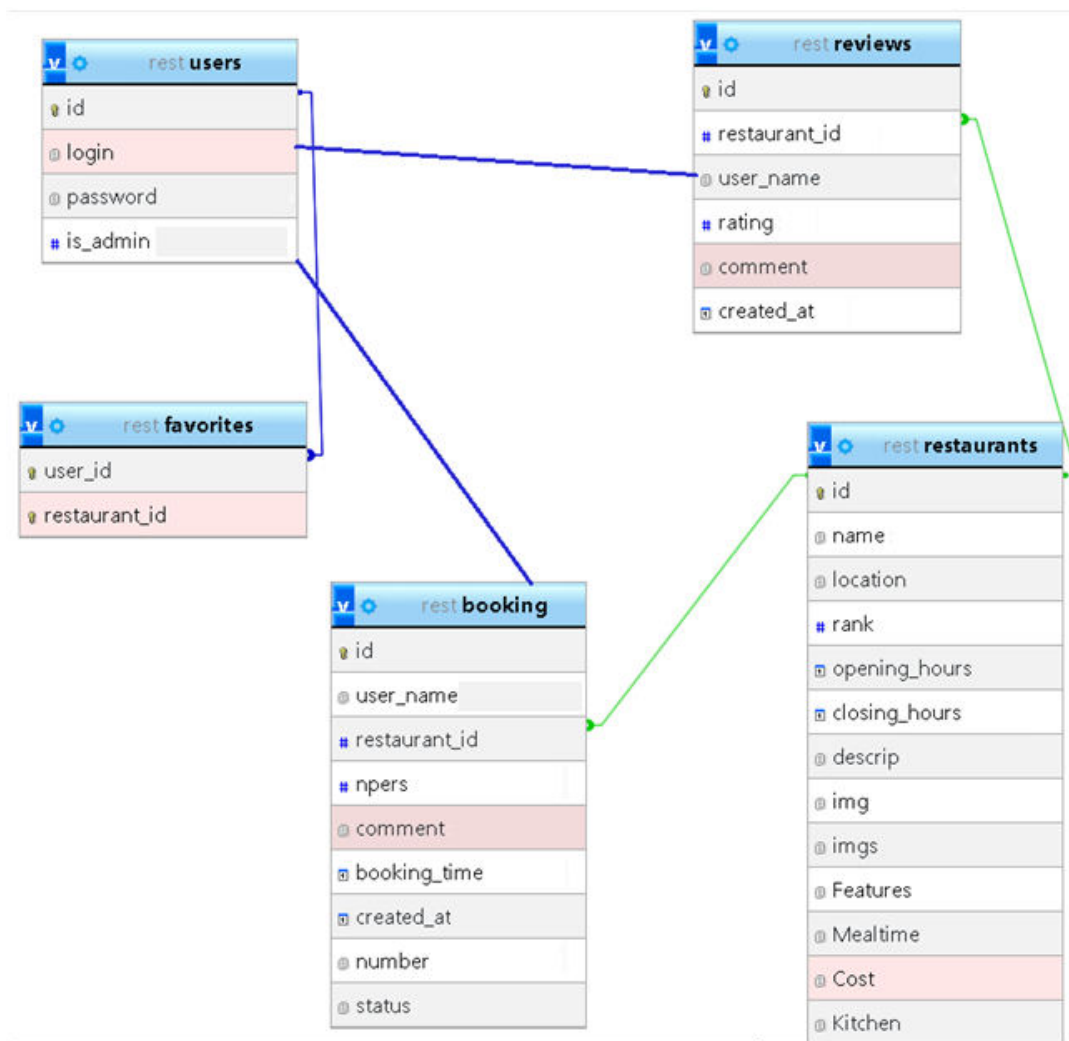 rest users
id
login
password
# is_admin
rest reviews
id
# restaurant_id
user_name
# rating
comment
created_at
rest favorites
user_id
restaurant_id
rest booking
id
user_name
# restaurant_id
# npers
comment
booking_time
created_at
number
status
rest restaurants
id
name
location
# rank
opening_hours
closing_hours
descrip
img
imgs
Features
Mealtime
Cost
Kitchen